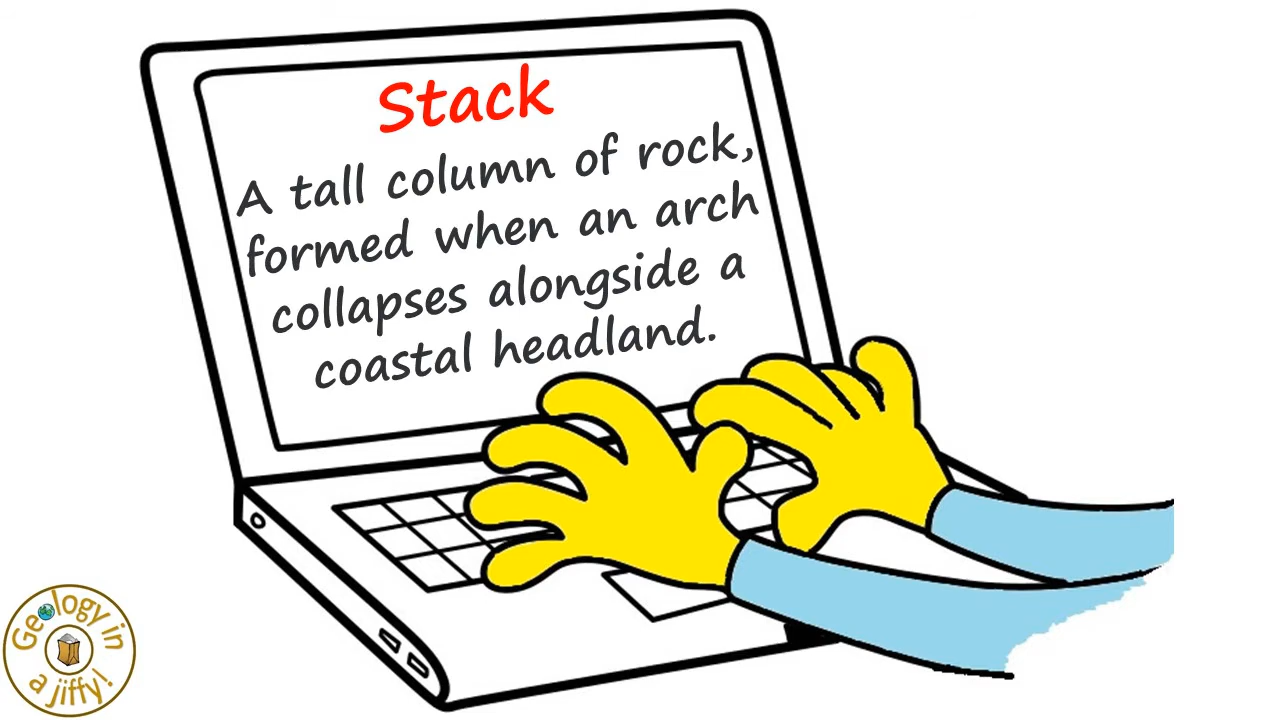 Stack
A tall column of rock,
formed when an arch
collapses alongside a
coastal headland.
Geology in
a jiffy!